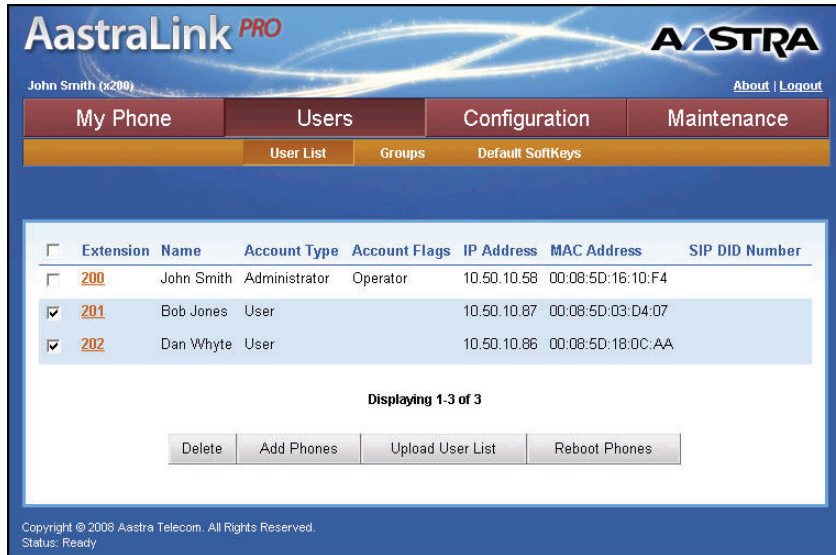 AastraLink PRO
AASTRA
John Smith (x200)
About | Logout
My Phone Users Configuration Maintenance
User List Groups Default SoftKeys
Extension Name Account Type Account Flags IP Address MAC Address SIP DID Number
200 John Smith Administrator Operator 10.50.10.58 00:08:5D:16:10:F4
201 Bob Jones User 10.50.10.87 00:08:5D:03:D4:07
202 Dan Whyte User 10.50.10.86 00:08:5D:18:0C:AA
Displaying 1-3 of 3
Delete Add Phones Upload User List Reboot Phones
Copyright © 2008 Aastra Telecom. All Rights Reserved.
Status: Ready